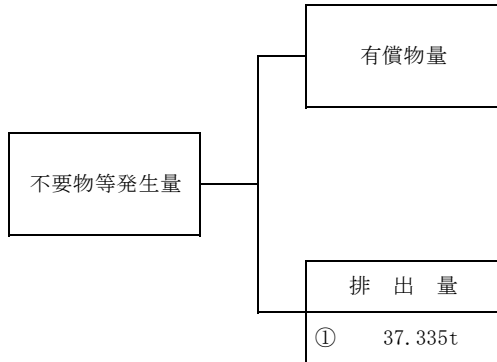 有償物量
不要物等発生量
排 出 量
① 37.335t